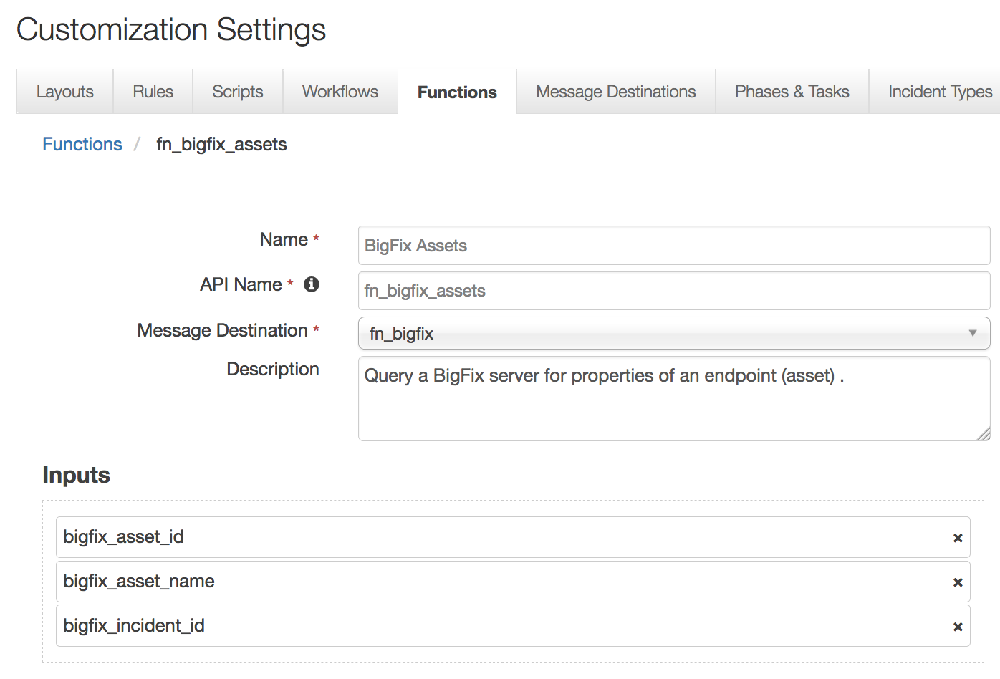 Customization Settings
Layouts Rules Scripts Workflows Functions Message Destinations Phases & Tasks Incident Types
Functions / fn_bigfix_assets
Name * BigFix Assets
API Name * fn_bigfix_assets
Message Destination * fn_bigfix
Description Query a BigFix server for properties of an endpoint (asset) .
Inputs
bigfix_asset_id ×
bigfix_asset_name ×
bigfix_incident_id ×